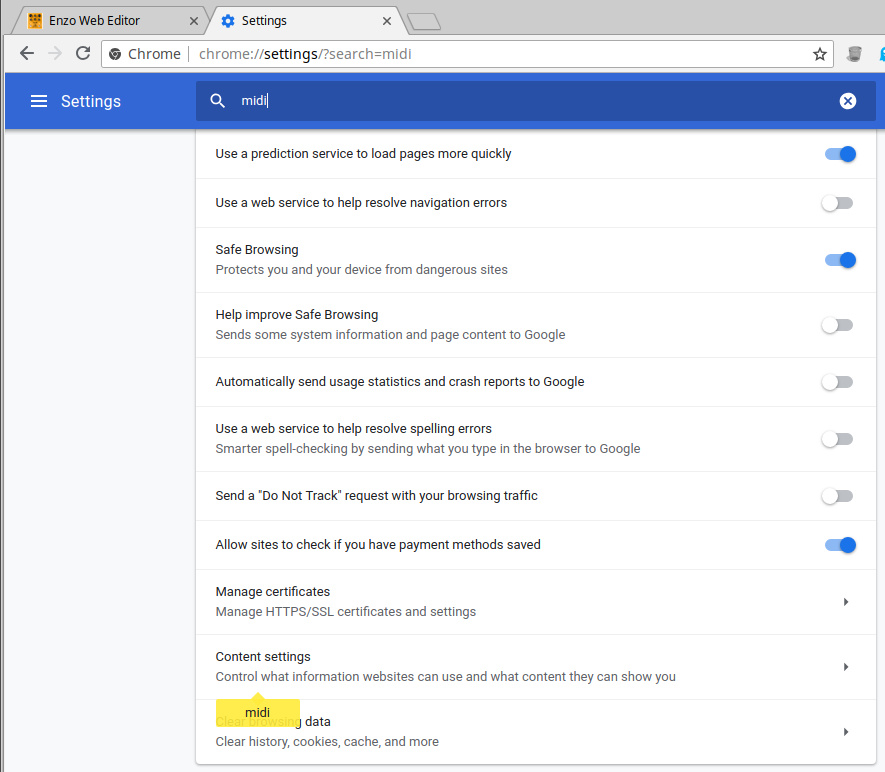 Enzo Web Editor
Settings
Chrome
chrome://settings/?search=midi
Settings
midi
Use a prediction service to load pages more quickly
Use a web service to help resolve navigation errors
Safe Browsing
Protects you and your device from dangerous sites
Help improve Safe Browsing
Sends some system information and page content to Google
Automatically send usage statistics and crash reports to Google
Use a web service to help resolve spelling errors
Smarter spell-checking by sending what you type in the browser to Google
Send a "Do Not Track" request with your browsing traffic
Allow sites to check if you have payment methods saved
Manage certificates
Manage HTTPS/SSL certificates and settings
Content settings
Control what information websites can use and what content they can show you
midi
Clear browsing data
Clear history, cookies, cache, and more